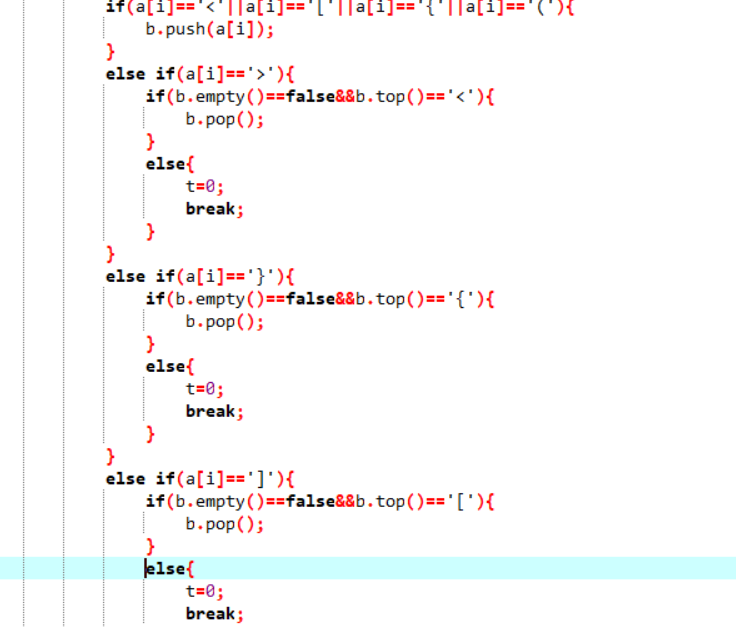 if(a[i]=='<'||a[i]=='['||a[i]=='{'||a[i]=='('){
b.push(a[i]);
}
else if(a[i]=='>'){
if(b.empty()==false&&b.top()=='<'){
b.pop();
}
else{
t=0;
break;
}
}
else if(a[i]=='}'){
if(b.empty()==false&&b.top()=='{'){
b.pop();
}
else{
t=0;
break;
}
}
else if(a[i]==']'){
if(b.empty()==false&&b.top()=='['){
b.pop();
}
else{
t=0;
break;